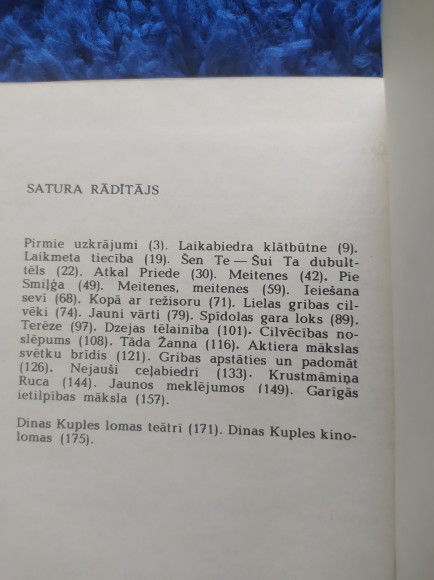 SATURA RĀDĪTĀJS
Pirmie uzkrājumi (3). Laikabiedra klātbūtne (9).
Laikmeta tiecība (19). Šen Te — Šui Ta dubult-
tēls (22). Atkal Priede (30). Meitenes (42). Pie
Smiļģa (49). Meitenes, meitenes (59). Ieiešana
sevī (68). Kopā ar režisoru (71). Lielas gribas cil-
vēki (74). Jauni vārti (79). Spīdolas gara loks (89).
Terēze (97). Dzejas tēlainība (101). Cilvēcības no-
slēpums (108). Tāda Žanna (116). Aktiera mākslas
svētku brīdis (121). Gribas apstāties un padomāt
(126). Nejauši ceļabiedri (133). Krustmāmiņa
Ruca (144). Jaunos meklējumos (149). Garīgās
ietilpības māksla (157).
Dinas Kuples lomas teātrī (171). Dinas Kuples kino-
lomas (175).